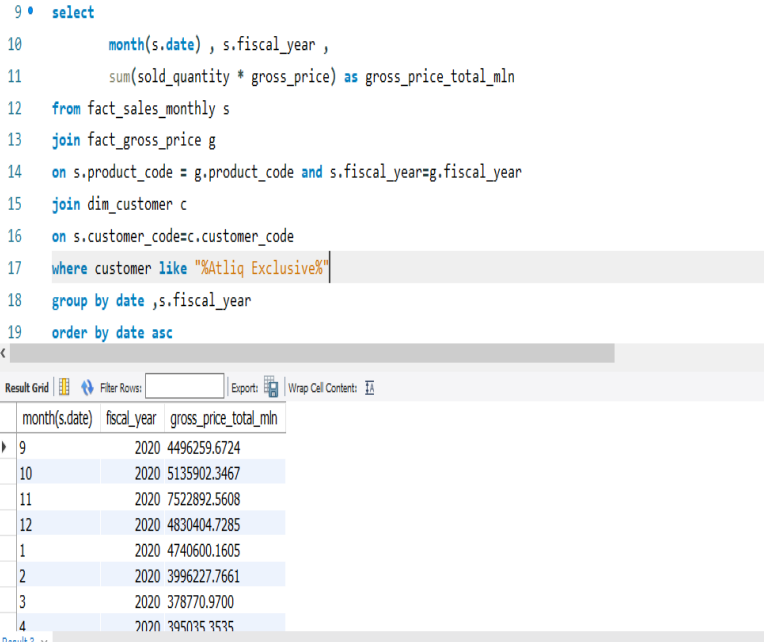 9 select
10 month(s.date) , s.fiscal_year ,
11 sum(sold_quantity * gross_price) as gross_price_total_mln
12 from fact_sales_monthly s
13 join fact_gross_price g
14 on s.product_code = g.product_code and s.fiscal_year=g.fiscal_year
15 join dim_customer c
16 on s.customer_code=c.customer_code
17 where customer like "%Atliq Exclusive%"
18 group by date ,s.fiscal_year
19 order by date asc
Result Grid Filter Rows: Export: Wrap Cell Content:
month(s.date) fiscal_year gross_price_total_mln
9 2020 4496259.6724
10 2020 5135902.3467
11 2020 7522892.5608
12 2020 4830404.7285
1 2020 4740600.1605
2 2020 3996227.7661
3 2020 378770.9700
4 2020 395035.3535